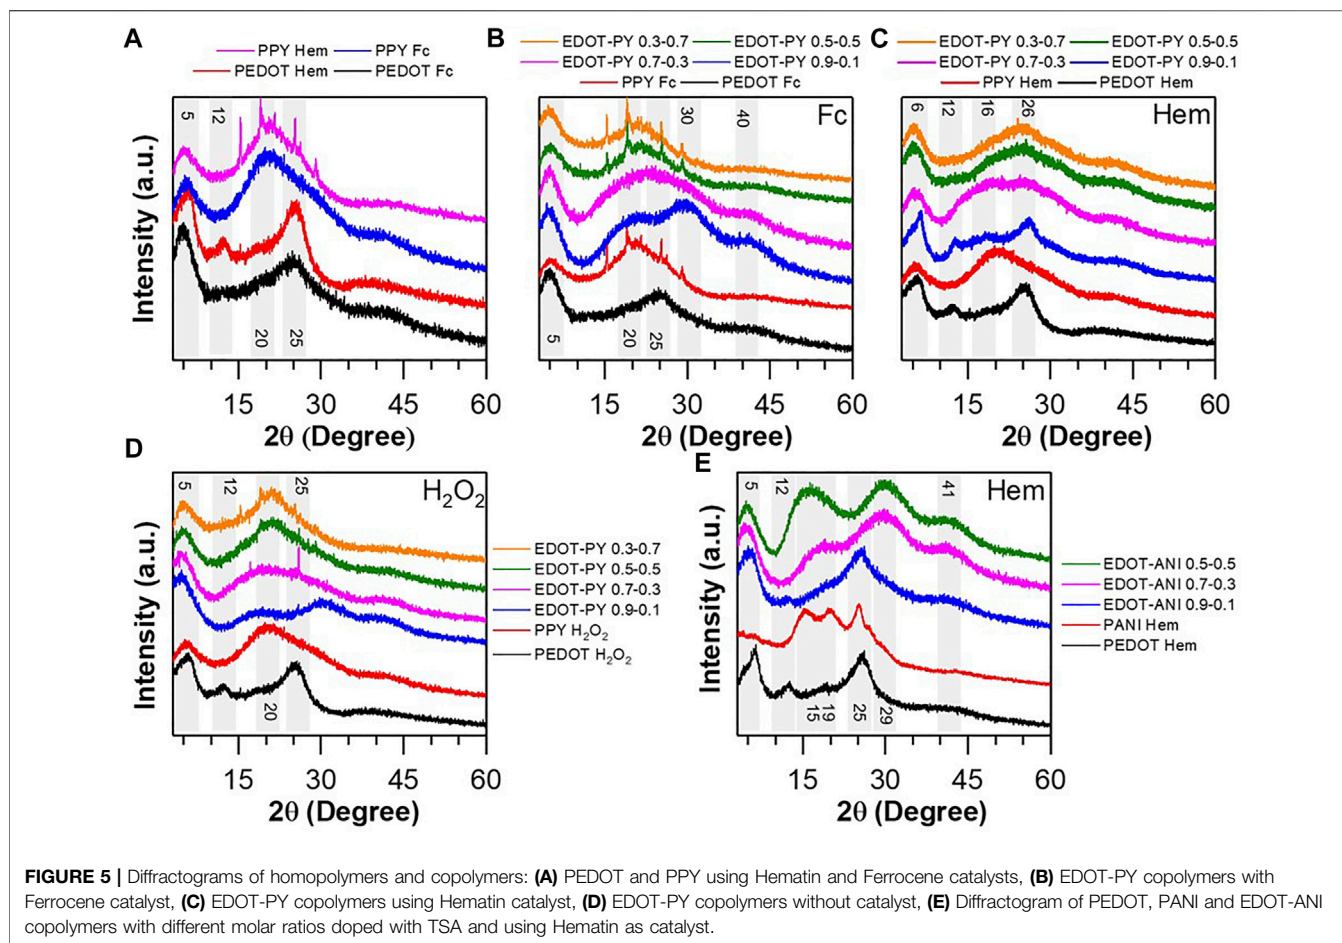 A
PPY Hem PPY Fc
PEDOT Hem PEDOT Fc
5 12
20 25
Intensity (a.u.)
15 30 45 60
2θ (Degree)
B
EDOT-PY 0.3-0.7 EDOT-PY 0.5-0.5
EDOT-PY 0.7-0.3 EDOT-PY 0.9-0.1
PPY Fc PEDOT Fc
Fc
30 40
5 20 25
Intensity (a.u.)
15 30 45 60
2θ (Degree)
C
EDOT-PY 0.3-0.7 EDOT-PY 0.5-0.5
EDOT-PY 0.7-0.3 EDOT-PY 0.9-0.1
PPY Hem PEDOT Hem
Hem
6 12 16 26
Intensity (a.u.)
15 30 45 60
2θ (Degree)
D
H₂O₂
5 12 25
20
Intensity (a.u.)
15 30 45 60
2θ (Degree)
EDOT-PY 0.3-0.7
EDOT-PY 0.5-0.5
EDOT-PY 0.7-0.3
EDOT-PY 0.9-0.1
PPY H₂O₂
PEDOT H₂O₂
E
Hem
5 12 41
15 19 25 29
Intensity (a.u.)
15 30 45 60
2θ (Degree)
EDOT-ANI 0.5-0.5
EDOT-ANI 0.7-0.3
EDOT-ANI 0.9-0.1
PANI Hem
PEDOT Hem
FIGURE 5 | Diffractograms of homopolymers and copolymers: (A) PEDOT and PPY using Hematin and Ferrocene catalysts, (B) EDOT-PY copolymers with
Ferrocene catalyst, (C) EDOT-PY copolymers using Hematin catalyst, (D) EDOT-PY copolymers without catalyst, (E) Diffractogram of PEDOT, PANI and EDOT-ANI
copolymers with different molar ratios doped with TSA and using Hematin as catalyst.